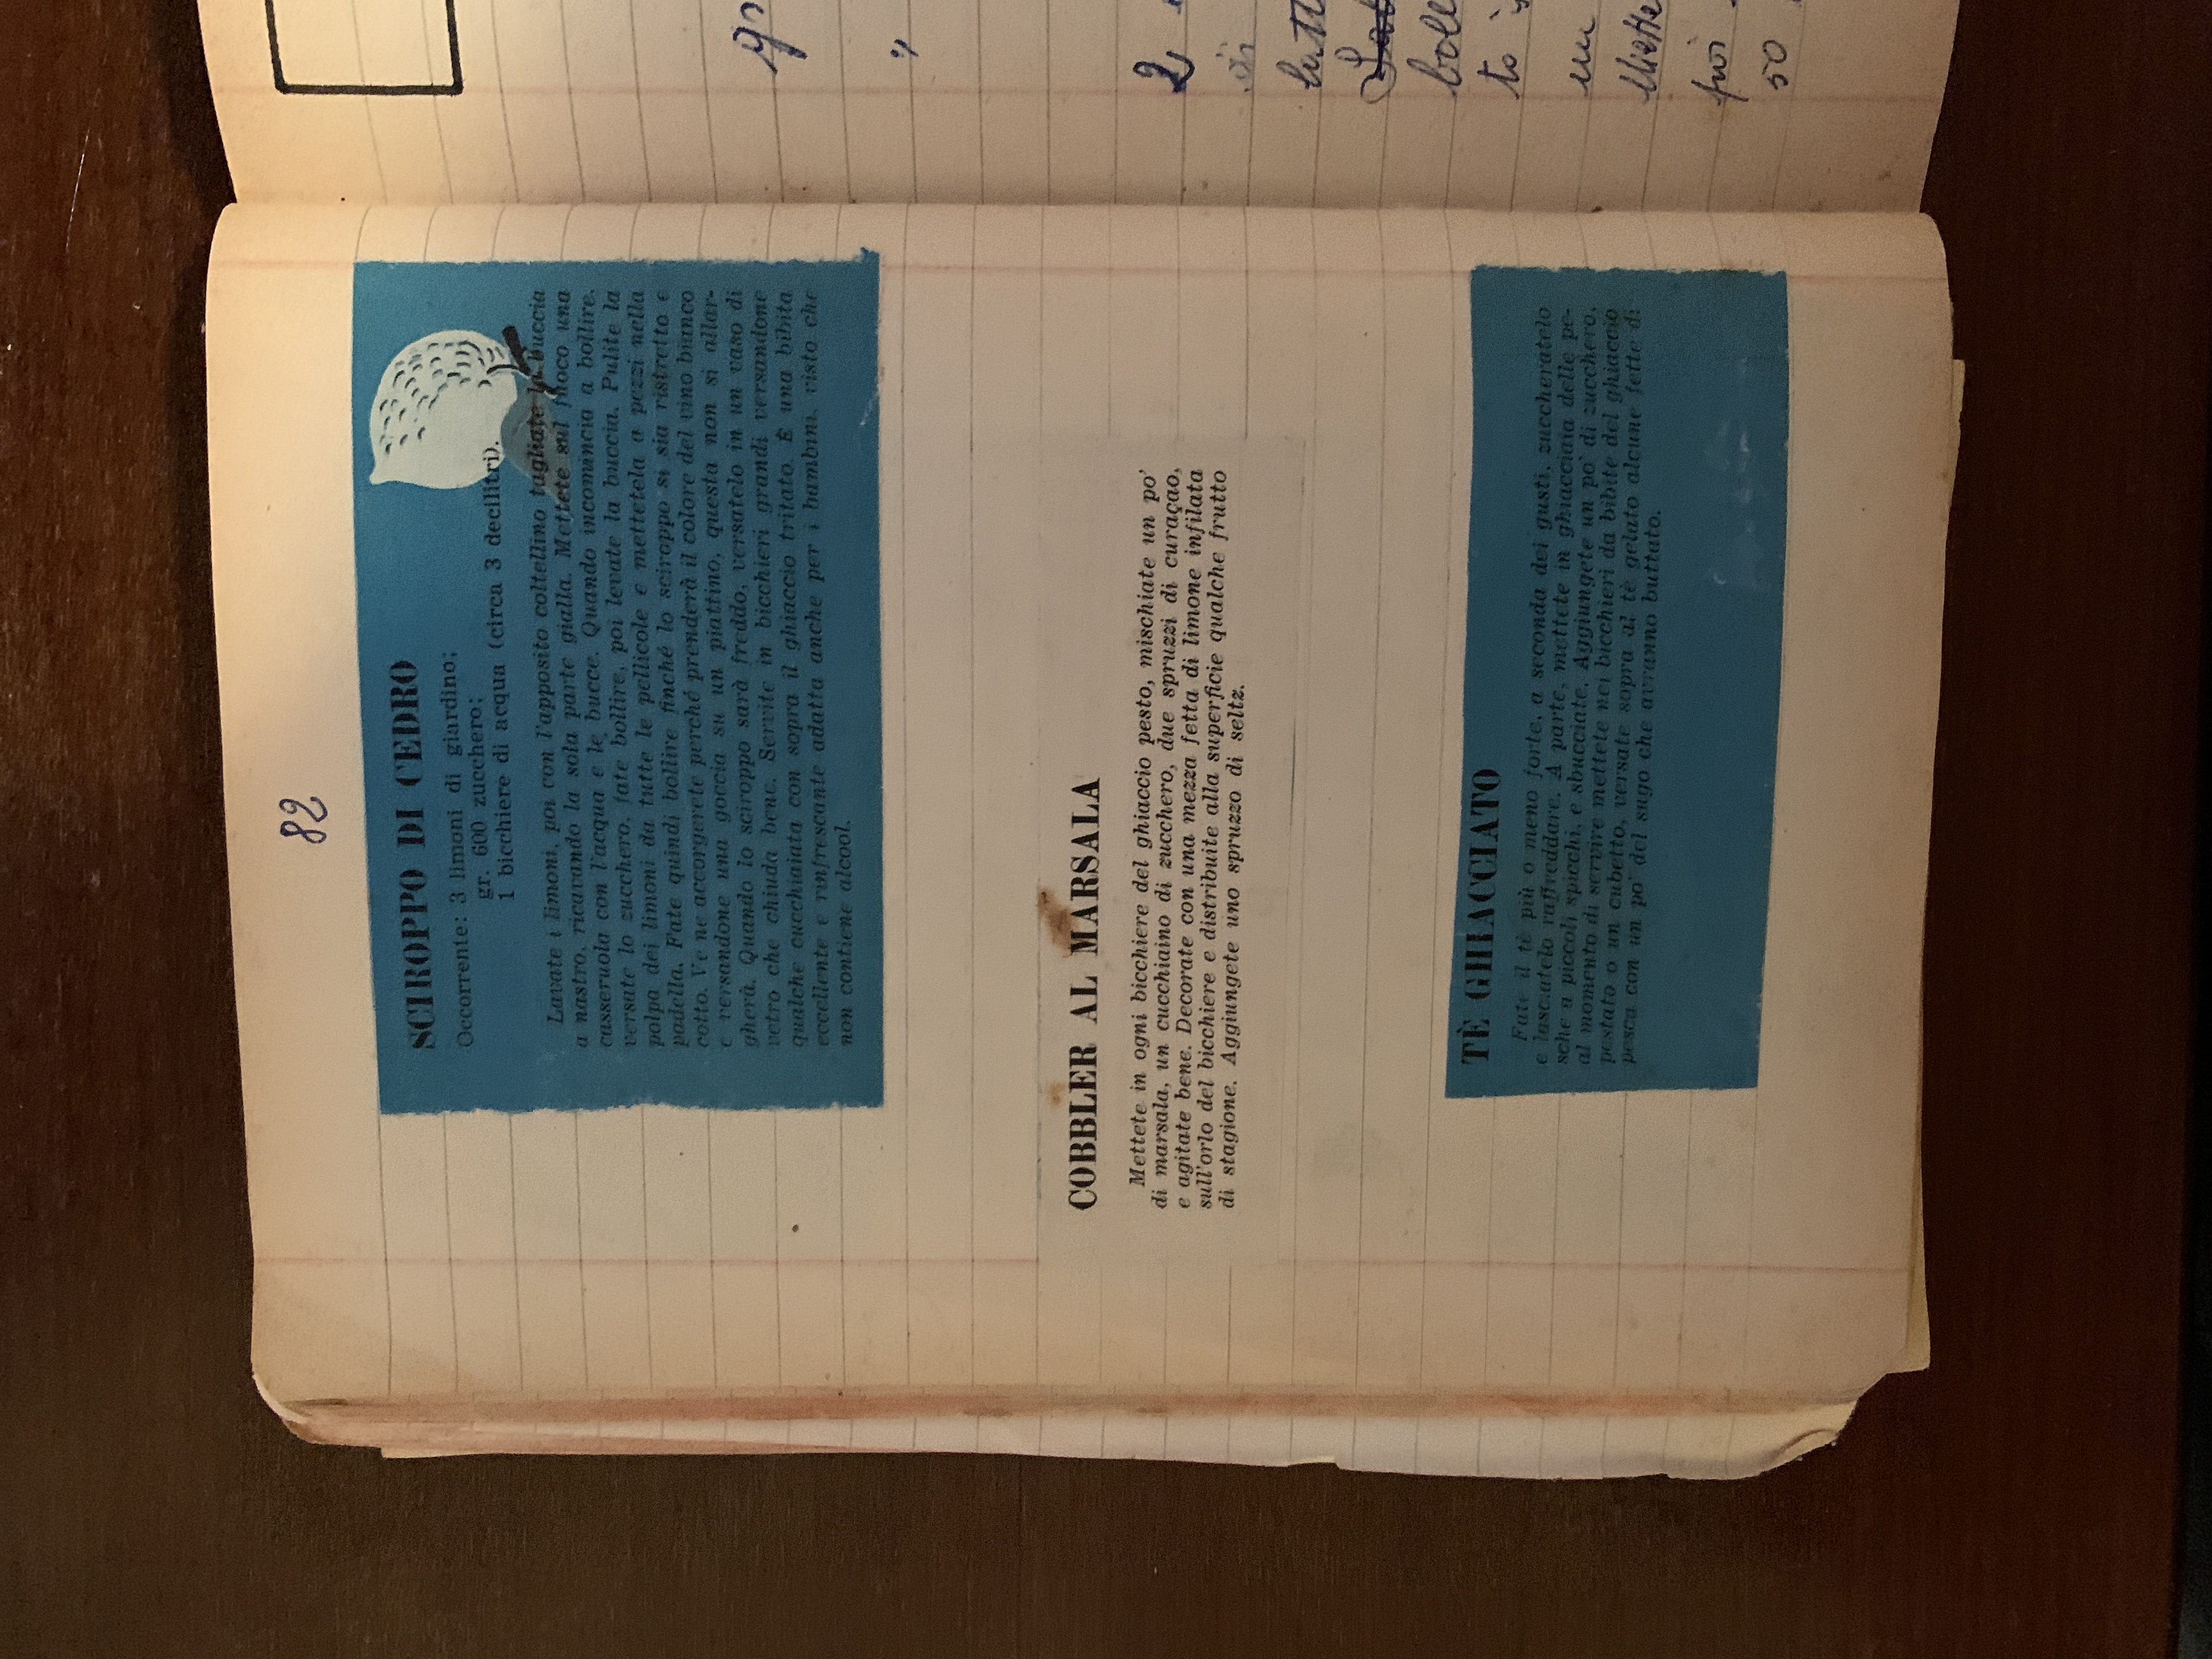 82
SCIROPPO DI CEDRO
Occorrente: 3 limoni di giardino;
gr. 600 zucchero;
1 bicchiere di acqua (circa 3 decilitri).
Lavate i limoni, poi con l'apposito coltellino tagliate la buccia
a nastro, ricavando la sola parte gialla. Mettete sul fuoco una
casseruola con l'acqua e le bucce. Quando incomincia a bollire,
versate lo zucchero, fate bollire, poi levate la buccia. Pulite la
polpa dei limoni da tutte le pellicole e mettetela a pezzi nella
padella. Fate quindi bollire finché lo sciroppo si sia ristretto e
cotto. Ve ne accorgerete perché prenderà il colore del vino bianco
e versandone una goccia su un piattino, questa non si allar-
gherà. Quando lo sciroppo sarà freddo, versatelo in un vaso di
vetro che chiuda bene. Servite in bicchieri grandi versandone
qualche cucchiaiata con sopra il ghiaccio tritato. È una bibita
eccellente e rinfrescante adatta anche per i bambini, visto che
non contiene alcool.
COBBLER AL MARSALA
Mettete in ogni bicchiere del ghiaccio pesto, mischiate un po'
di marsala, un cucchiaino di zucchero, due spruzzi di curaçao,
e agitate bene. Decorate con una mezza fetta di limone infilata
sull'orlo del bicchiere e distribuite alla superficie qualche frutto
di stagione. Aggiungete uno spruzzo di seltz.
TÈ GHIACCIATO
Fate il tè più o meno forte, a seconda dei gusti, zuccheratelo
e lasciatelo raffreddare. A parte, mettete in ghiacciaia delle pe-
sche a piccoli spicchi, e sbucciate. Aggiungete un po' di zucchero,
al momento di servire mettete nei bicchieri da bibite del ghiaccio
pestato o un cubetto, versate sopra al tè gelato alcune fette di
pesca con un po' del sugo che avranno buttato.
2
to
un
poi
50